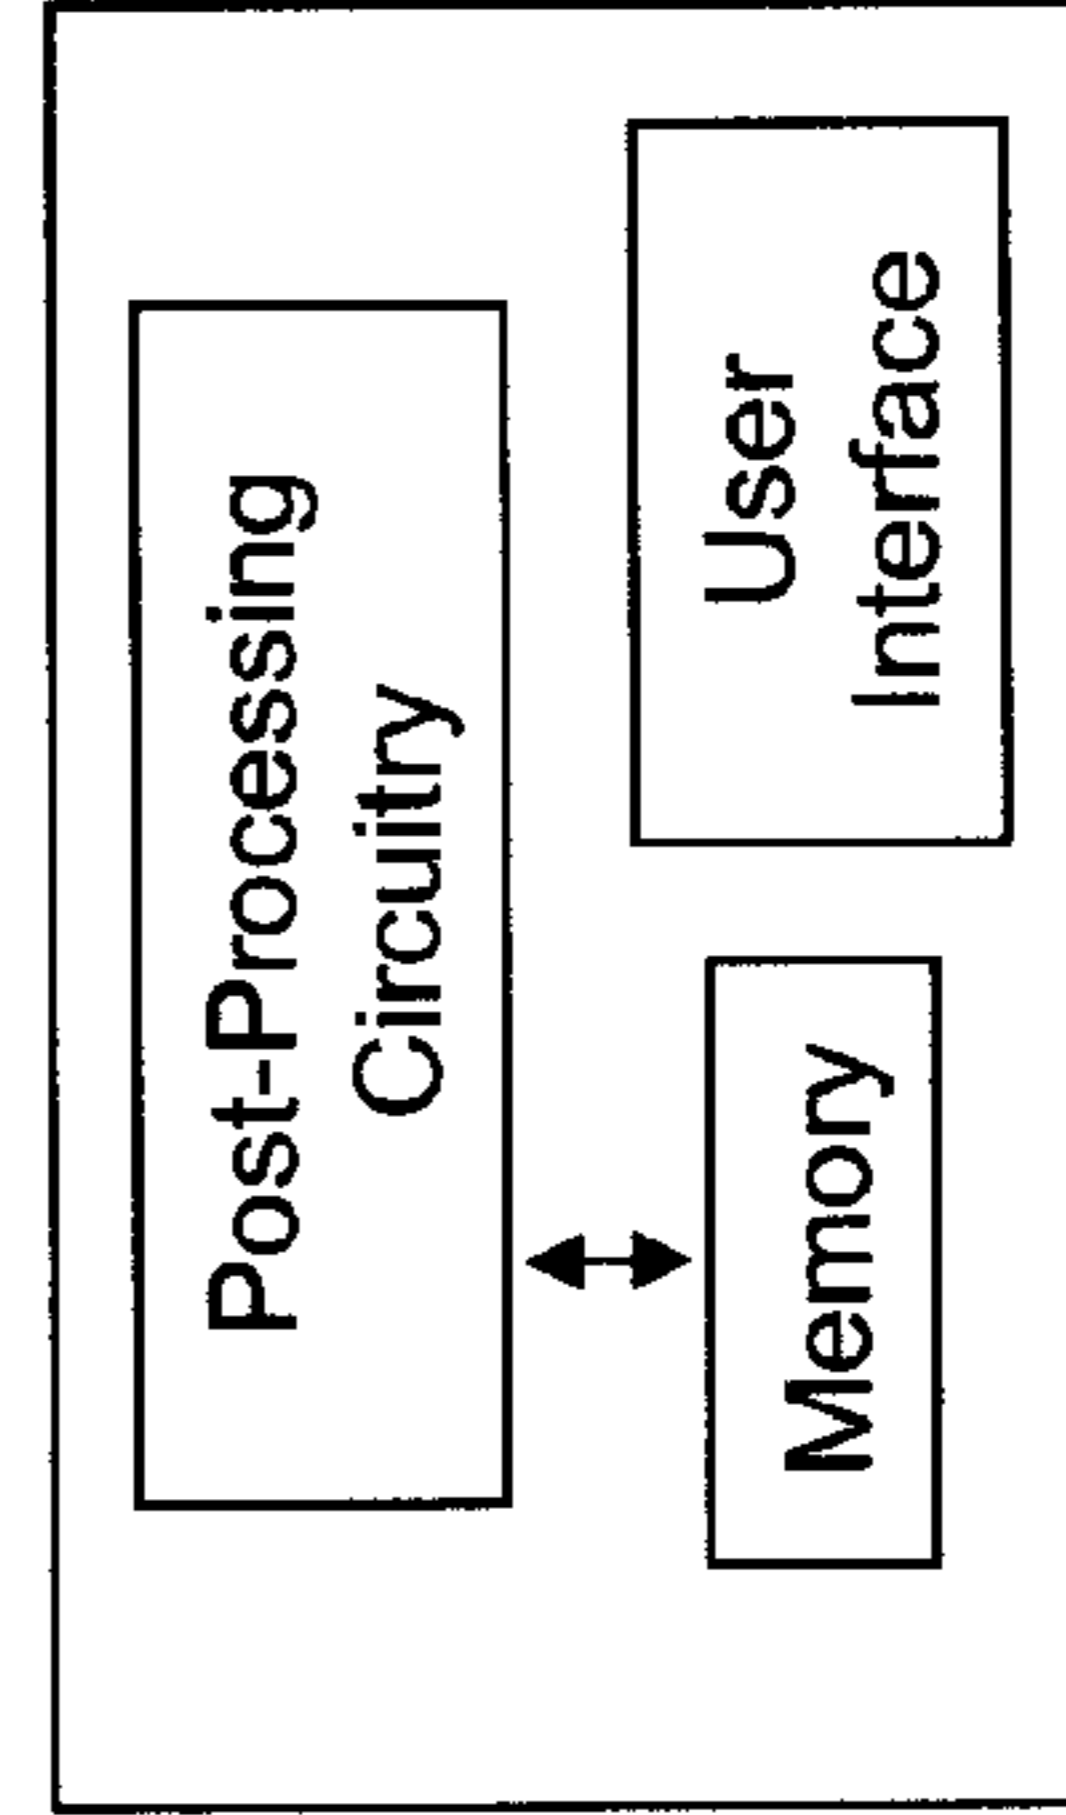 Post-Processing
Circuitry
Memory
User
Interface